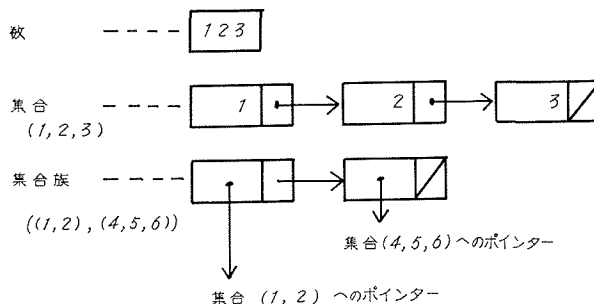 数 123
集合 1 2 3
(1,2,3)
集合族
((1,2),(4,5,6))
集合(4,5,6)へのポインター
集合 (1,2) へのポインター